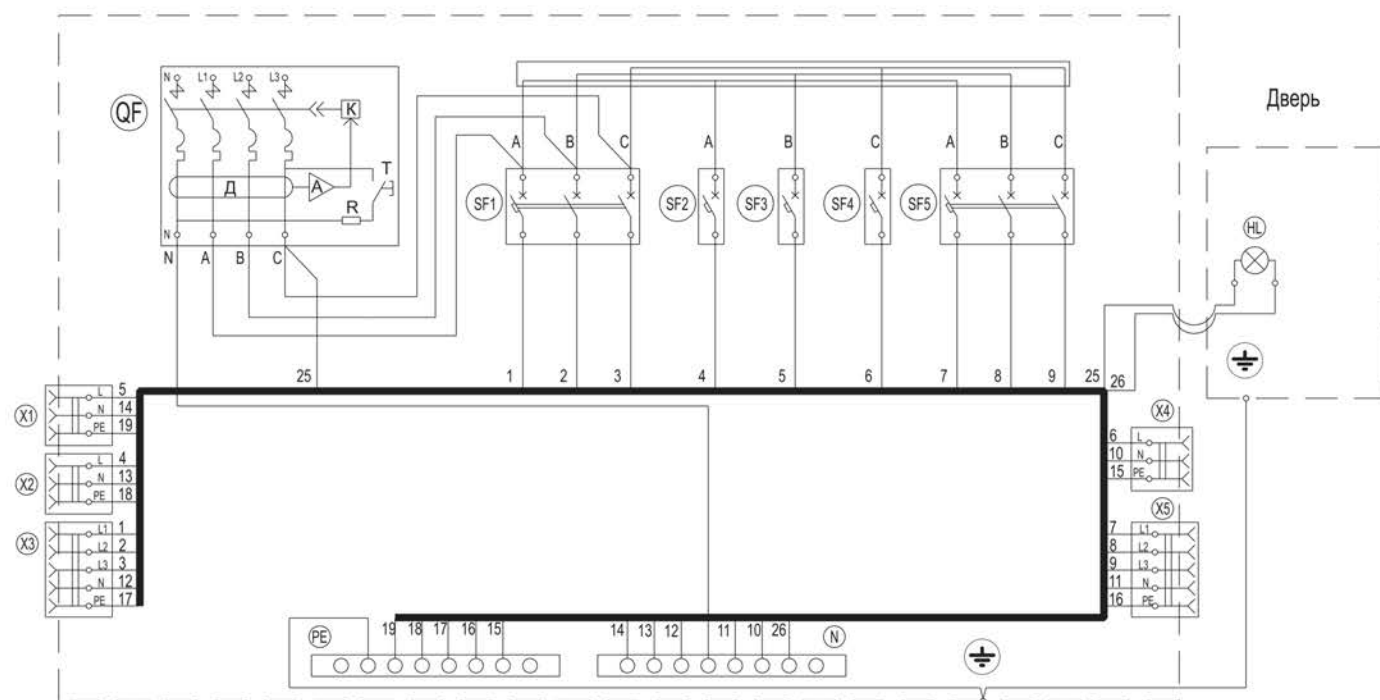 Дверь
QF
N L1 L2 L3
K
T
Д
A
R
N
N A B C
A B C A B C A B C
SF1 SF2 SF3 SF4 SF5
HL
25 1 2 3 4 5 6 7 8 9 25 26
X1
L 5
N 14
PE 19
X2
L 4
N 13
PE 18
X3
L1 1
L2 2
L3 3
N 12
PE 17
X4
6 L
10 N
15 PE
X5
7 L1
8 L2
9 L3
11 N
16 PE
PE 19 18 17 16 15 14 13 12 11 10 26 N